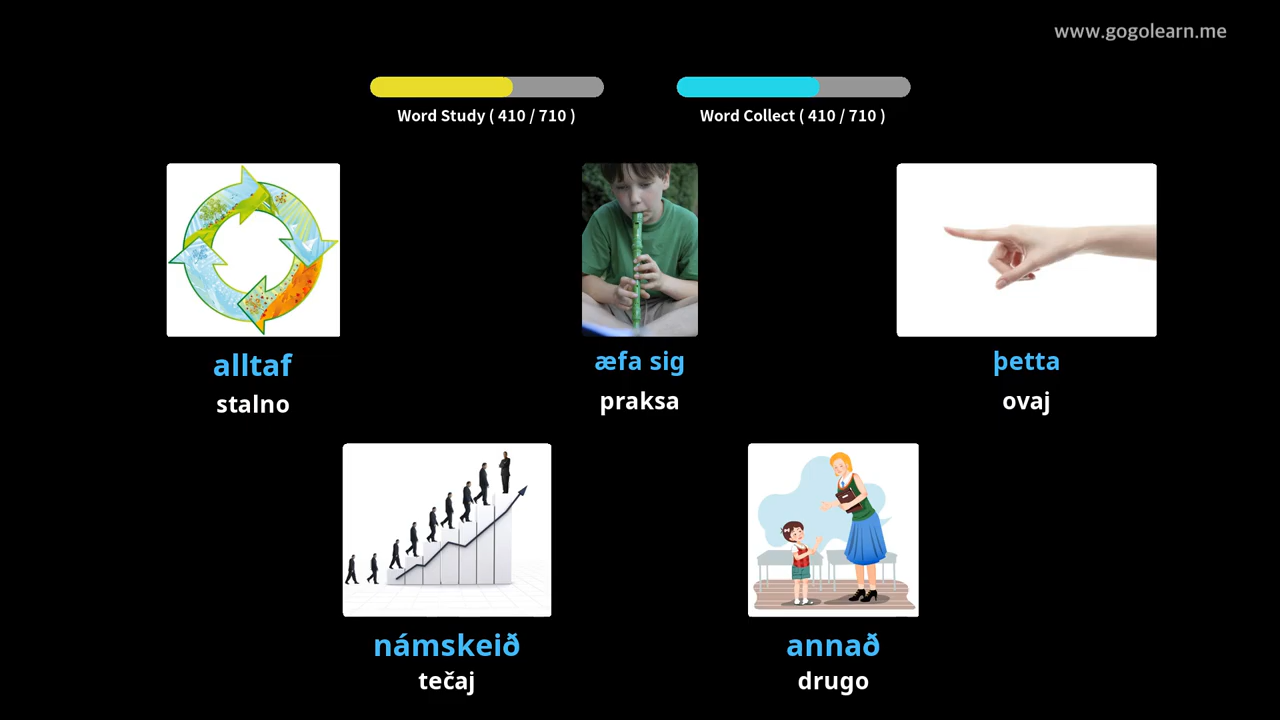 www.gogolearn.me
Word Study ( 410 / 710 )
Word Collect ( 410 / 710 )
alltaf
stalno
æfa sig
praksa
þetta
ovaj
námskeið
tečaj
annað
drugo